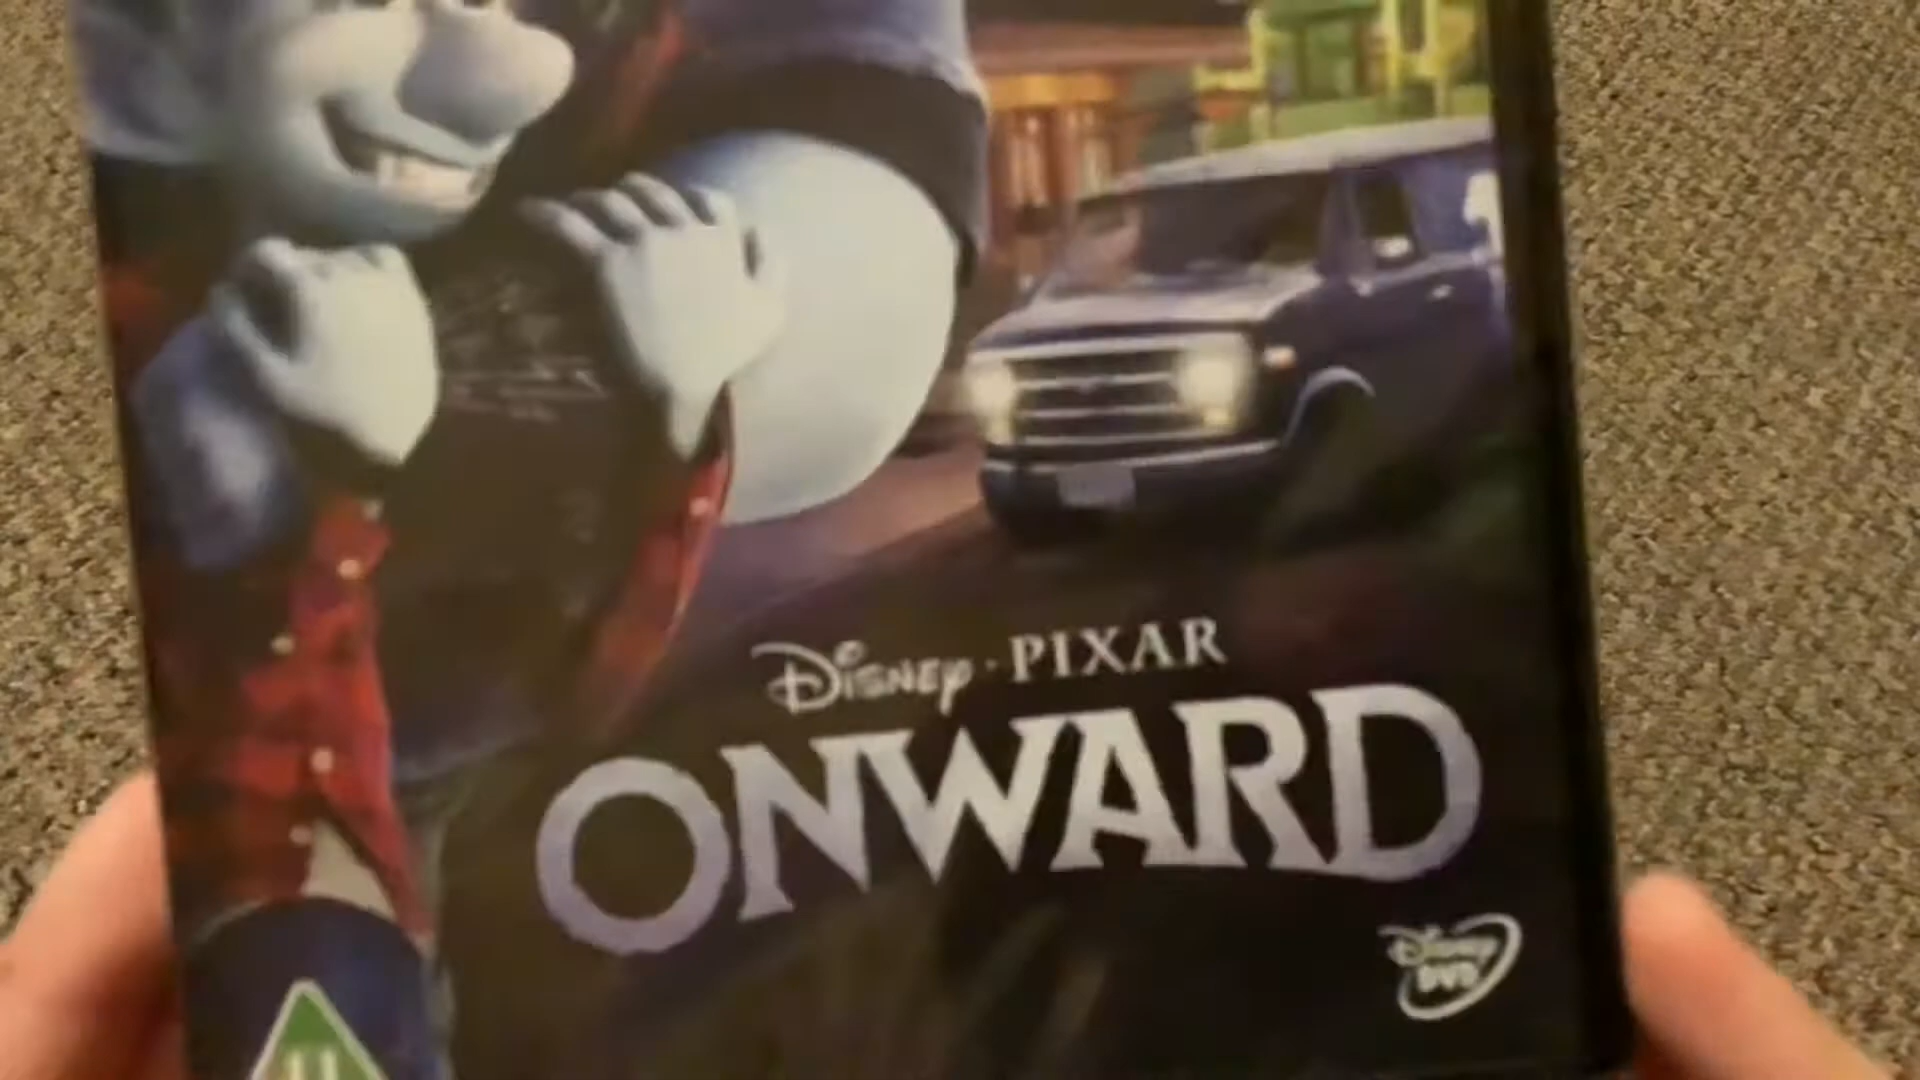 Disney · PIXAR
ONWARD
Disney
DVD
U